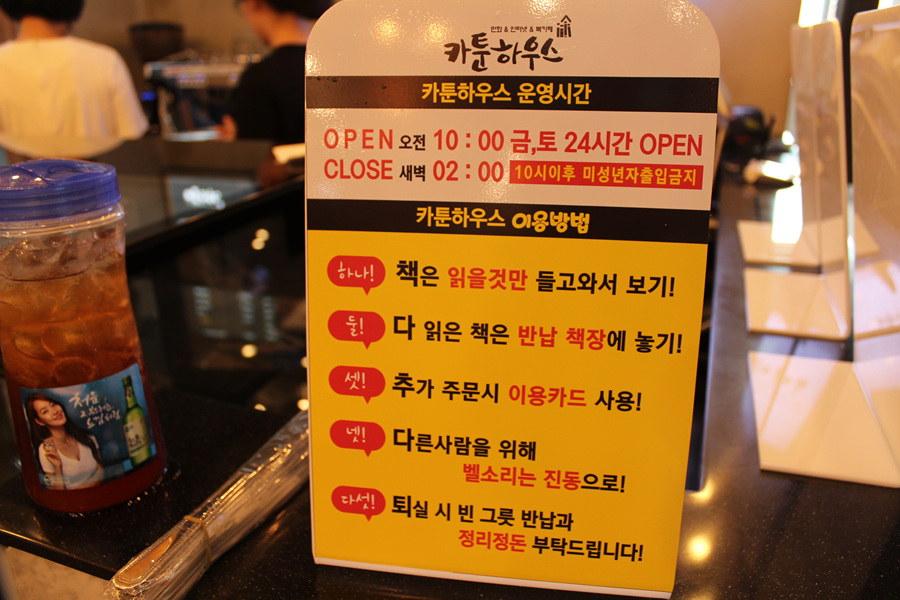 만화 & 인터넷 & 북카페
카툰하우스
카툰하우스 운영시간
OPEN 오전 10 : 00 금,토 24시간 OPEN
CLOSE 새벽 02 : 00 10시이후 미성년자출입금지
카툰하우스 이용방법
하나! 책은 읽을것만 들고와서 보기!
둘! 다 읽은 책은 반납 책장에 놓기!
셋! 추가 주문시 이용카드 사용!
넷! 다른사람을 위해
벨소리는 진동으로!
다섯! 퇴실 시 빈 그릇 반납과
정리정돈 부탁드립니다!
처음